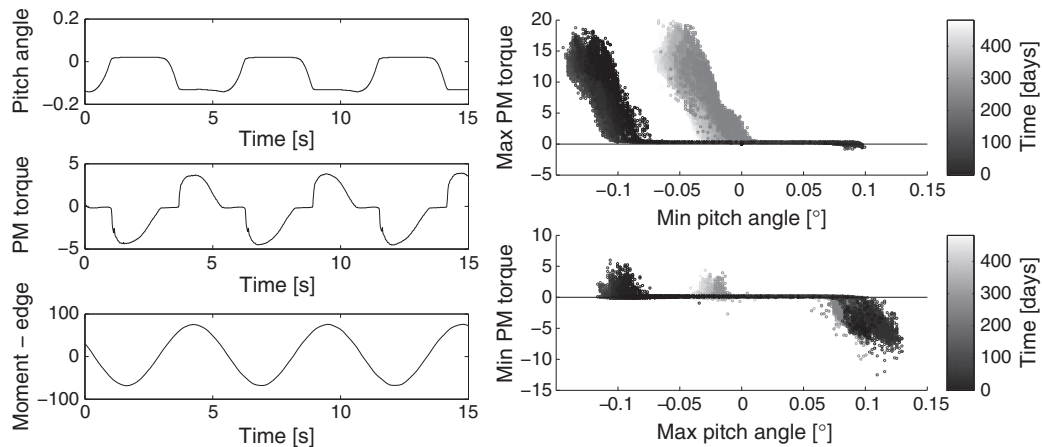 0.2
0
−0.2
Pitch angle
0 5 10 15
Time [s]
5
0
−5
PM torque
0 5 10 15
Time [s]
100
0
−100
Moment − edge
0 5 10 15
Time [s]
20
15
10
5
0
−5
Max PM torque
−0.1 −0.05 0 0.05 0.1 0.15
Min pitch angle [°]
400
300
200
100
0
Time [days]
10
5
0
−5
−10
−15
Min PM torque
−0.1 −0.05 0 0.05 0.1 0.15
Max pitch angle [°]
400
300
200
100
0
Time [days]